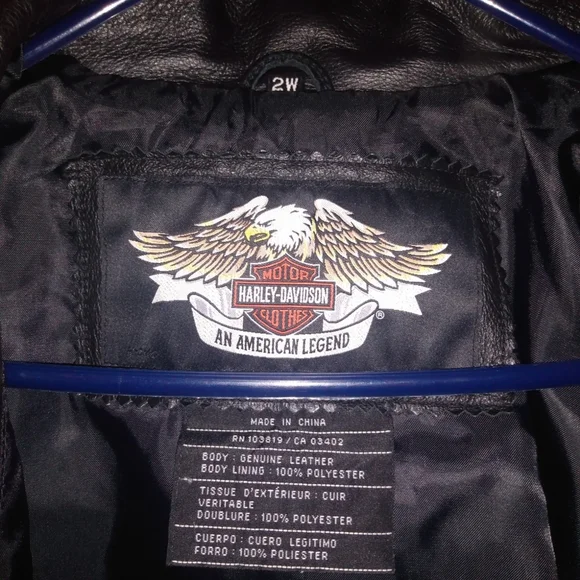 2W
MOTOR
HARLEY-DAVIDSON
CLOTHES
®
AN AMERICAN LEGEND
MADE IN CHINA
RN 103819 / CA 03402
BODY : GENUINE LEATHER
BODY LINING : 100% POLYESTER
TISSUE D'EXTÉRIEUR : CUIR
VERITABLE
DOUBLURE : 100% POLYESTER
CUERPO : CUERO LEGITIMO
FORRO : 100% POLIESTER